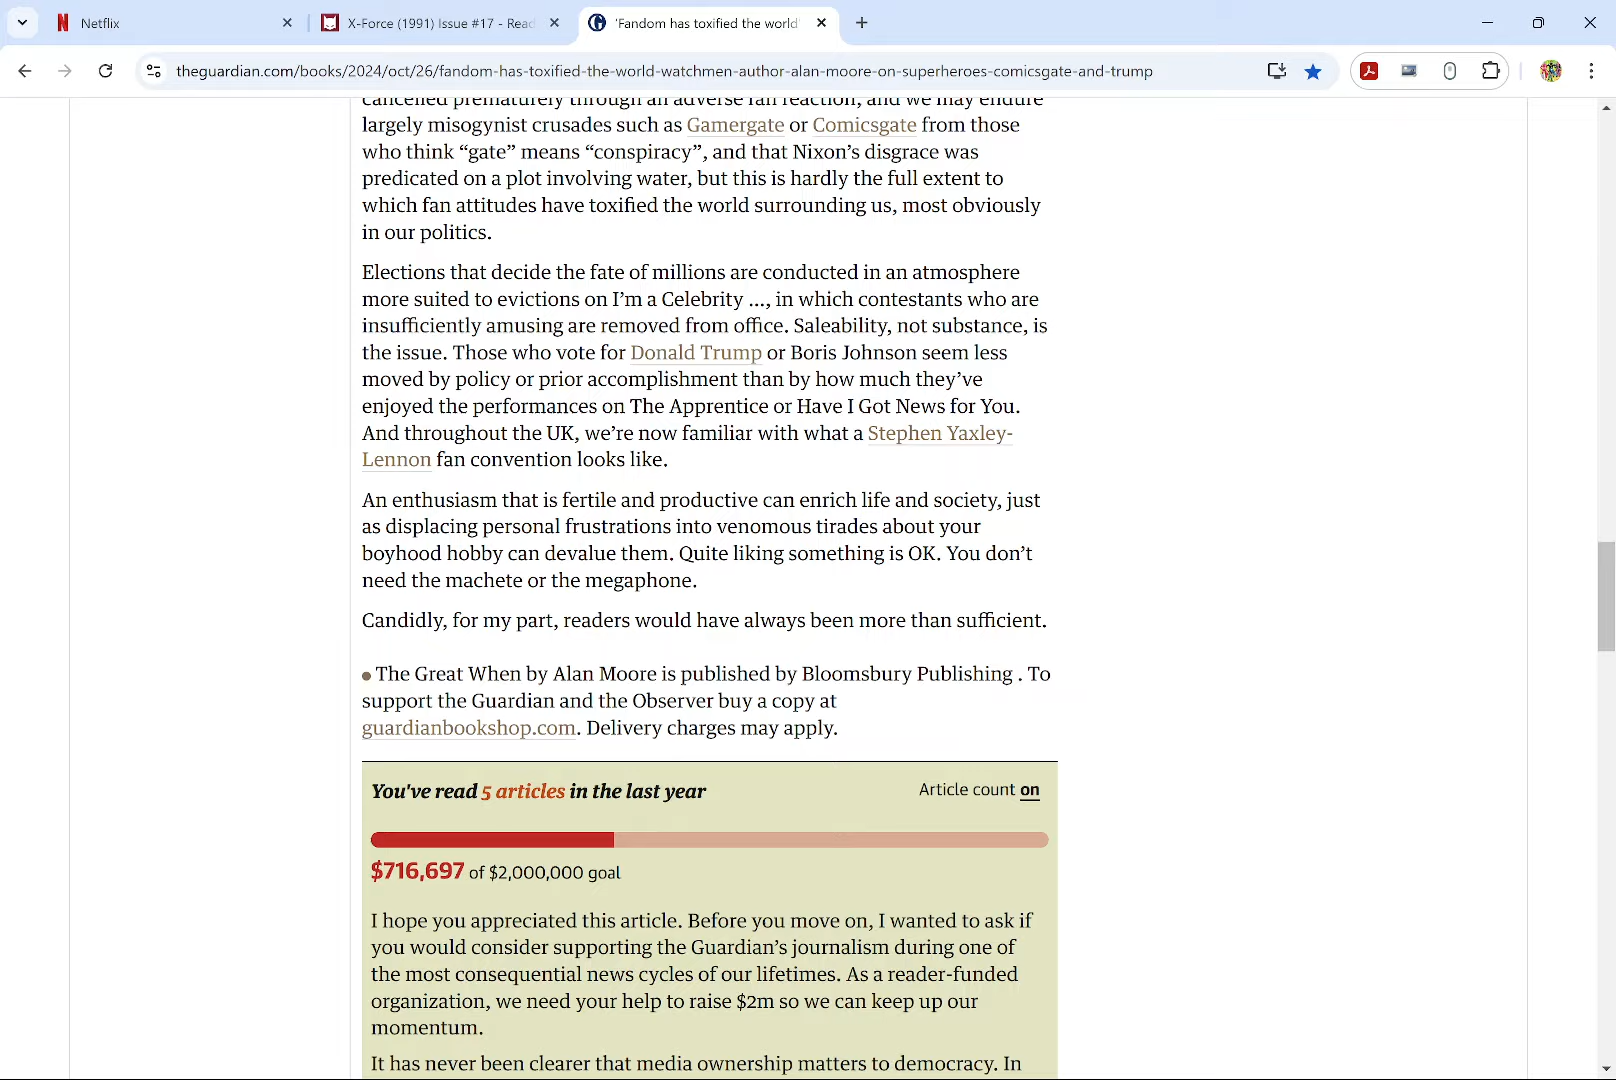 Netflix
X-Force (1991) Issue #17 - Read
'Fandom has toxified the world'
theguardian.com/books/2024/oct/26/fandom-has-toxified-the-world-watchmen-author-alan-moore-on-superheroes-comicsgate-and-trump
cancelled prematurely through an adverse fan reaction, and we may endure
largely misogynist crusades such as Gamergate or Comicsgate from those
who think “gate” means “conspiracy”, and that Nixon’s disgrace was
predicated on a plot involving water, but this is hardly the full extent to
which fan attitudes have toxified the world surrounding us, most obviously
in our politics.
Elections that decide the fate of millions are conducted in an atmosphere
more suited to evictions on I’m a Celebrity …, in which contestants who are
insufficiently amusing are removed from office. Saleability, not substance, is
the issue. Those who vote for Donald Trump or Boris Johnson seem less
moved by policy or prior accomplishment than by how much they’ve
enjoyed the performances on The Apprentice or Have I Got News for You.
And throughout the UK, we’re now familiar with what a Stephen Yaxley-
Lennon fan convention looks like.
An enthusiasm that is fertile and productive can enrich life and society, just
as displacing personal frustrations into venomous tirades about your
boyhood hobby can devalue them. Quite liking something is OK. You don’t
need the machete or the megaphone.
Candidly, for my part, readers would have always been more than sufficient.
● The Great When by Alan Moore is published by Bloomsbury Publishing . To
support the Guardian and the Observer buy a copy at
guardianbookshop.com. Delivery charges may apply.
You've read 5 articles in the last year
Article count on
$716,697 of $2,000,000 goal
I hope you appreciated this article. Before you move on, I wanted to ask if
you would consider supporting the Guardian’s journalism during one of
the most consequential news cycles of our lifetimes. As a reader-funded
organization, we need your help to raise $2m so we can keep up our
momentum.
It has never been clearer that media ownership matters to democracy. In